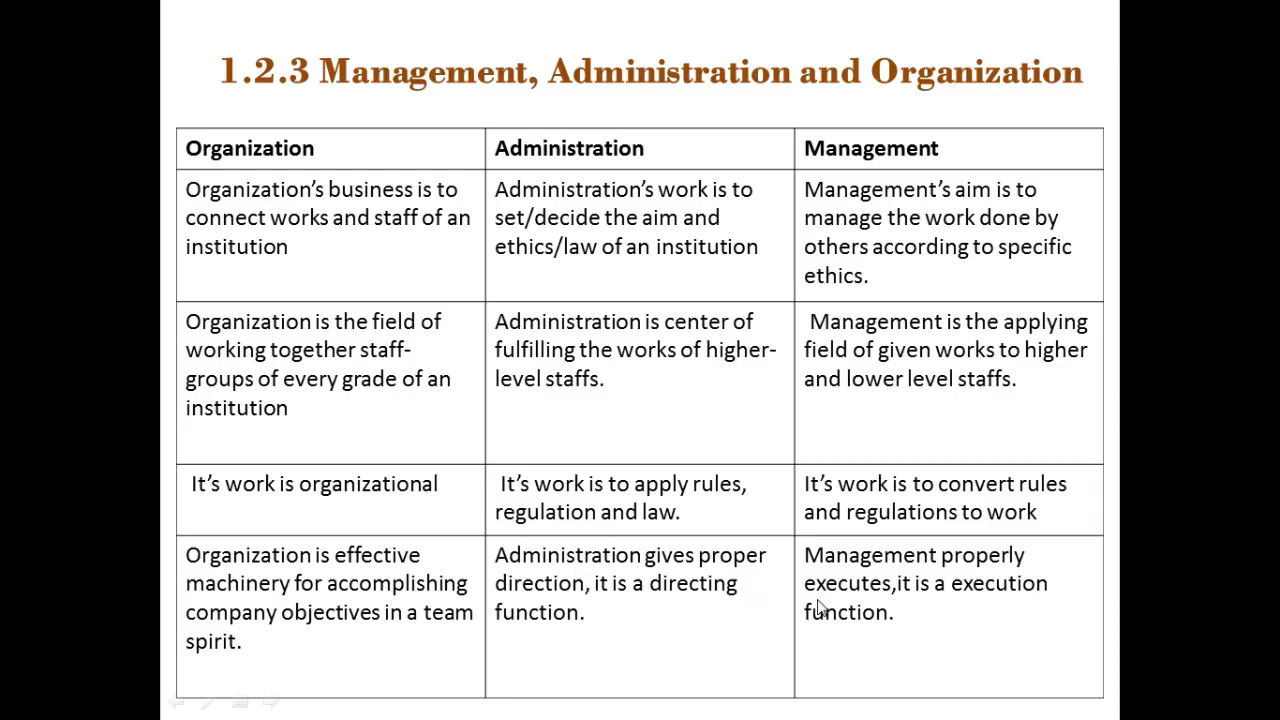 1.2.3 Management, Administration and Organization
Organization
Administration
Management
Organization’s business is to
connect works and staff of an
institution
Administration’s work is to
set/decide the aim and
ethics/law of an institution
Management’s aim is to
manage the work done by
others according to specific
ethics.
Organization is the field of
working together staff-
groups of every grade of an
institution
Administration is center of
fulfilling the works of higher-
level staffs.
Management is the applying
field of given works to higher
and lower level staffs.
It’s work is organizational
It’s work is to apply rules,
regulation and law.
It’s work is to convert rules
and regulations to work
Organization is effective
machinery for accomplishing
company objectives in a team
spirit.
Administration gives proper
direction, it is a directing
function.
Management properly
executes,it is a execution
function.